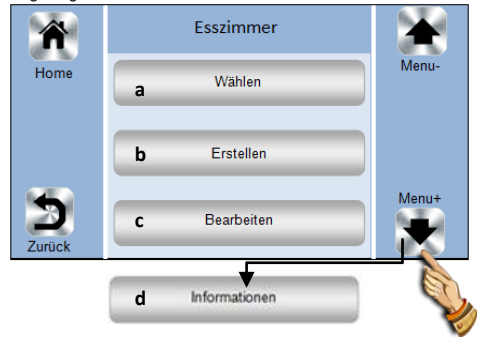 Esszimmer
Home
Menu-
a Wählen
b Erstellen
Menu+
c Bearbeiten
Zurück
d Informationen